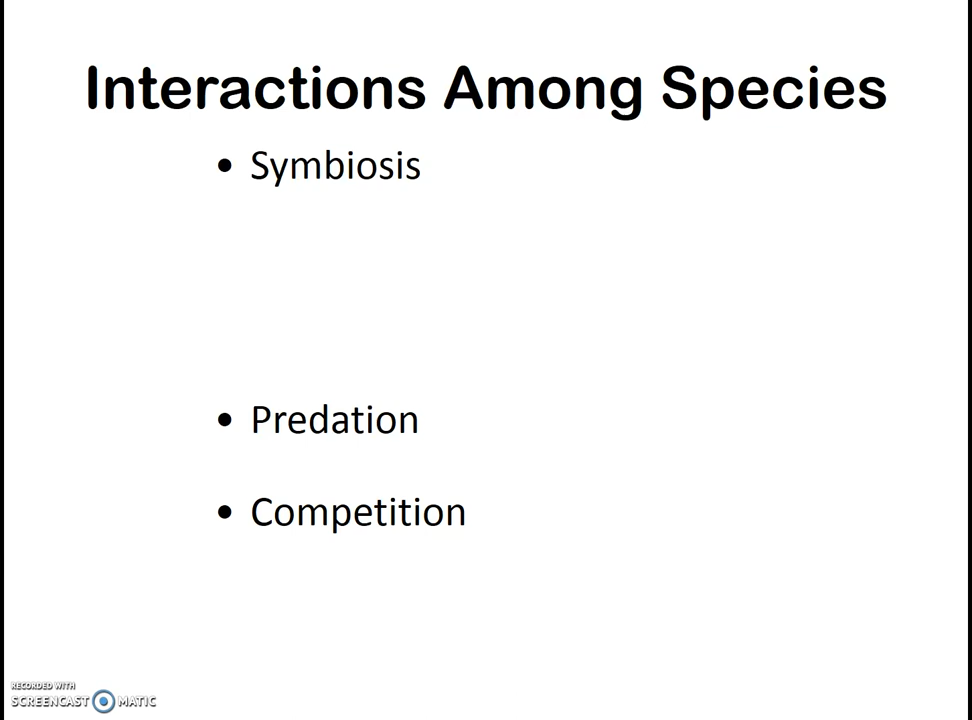 Interactions Among Species
• Symbiosis
• Predation
• Competition
RECORDED WITH
SCREENCAST MATIC